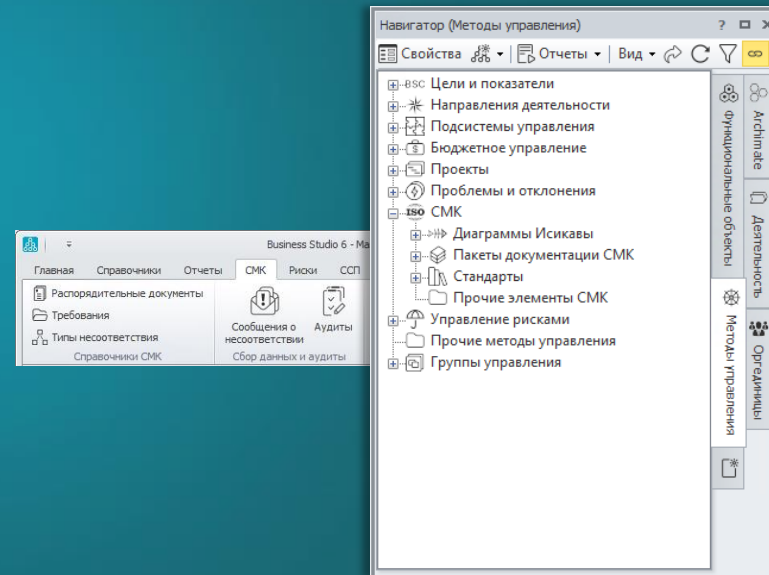 Business Studio 6 - Ma
Главная Справочники Отчеты СМК Риски ССП
Распорядительные документы
Требования
Типы несоответствия
Справочники СМК
Сообщения о
несоответствии
Аудиты
Сбор данных и аудиты
Навигатор (Методы управления)
Свойства Отчеты Вид
BSC Цели и показатели
Направления деятельности
Подсистемы управления
Бюджетное управление
Проекты
Проблемы и отклонения
ISO СМК
Диаграммы Исикавы
Пакеты документации СМК
Стандарты
Прочие элементы СМК
Управление рисками
Прочие методы управления
Группы управления
Функциональные объекты
Методы управления
Archimate
Деятельность
Оргединицы